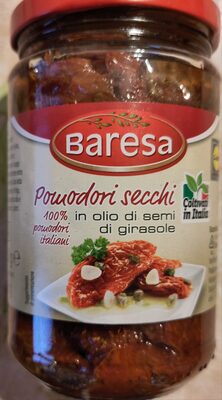 Baresa
Pomodori secchi
100% pomodori italiani
in olio di semi di girasole
Coltivato in Italia